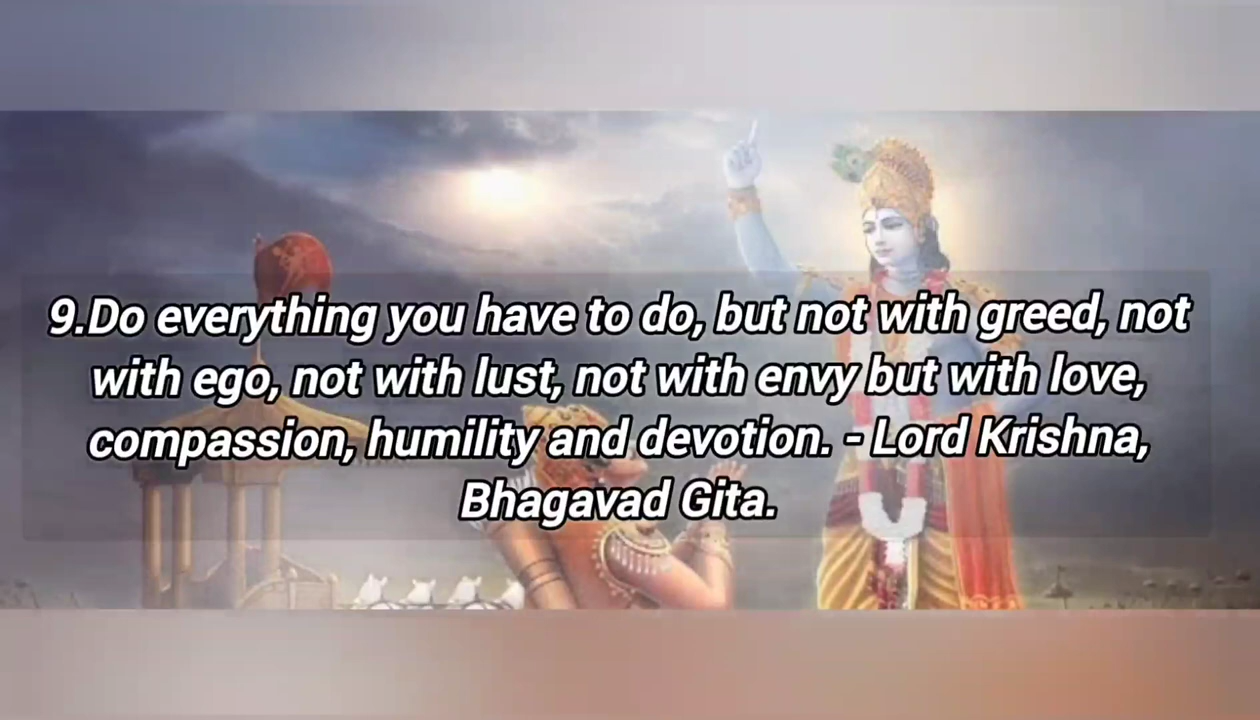 9.Do everything you have to do, but not with greed, not
with ego, not with lust, not with envy but with love,
compassion, humility and devotion. - Lord Krishna,
Bhagavad Gita.